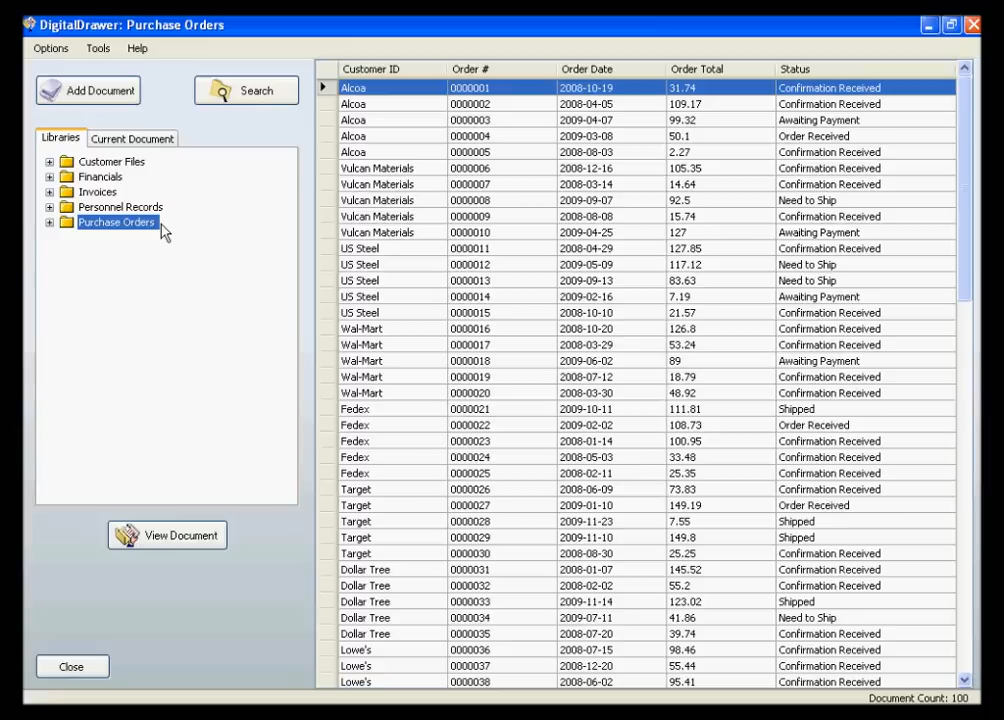 DigitalDrawer: Purchase Orders
Options Tools Help
Add Document Search
Libraries Current Document
Customer Files
Financials
Invoices
Personnel Records
Purchase Orders
View Document
Close
Customer ID Order # Order Date Order Total Status
Alcoa 0000001 2008-10-19 31.74 Confirmation Received
Alcoa 0000002 2008-04-05 109.17 Confirmation Received
Alcoa 0000003 2009-04-07 99.32 Awaiting Payment
Alcoa 0000004 2009-03-08 50.1 Order Received
Alcoa 0000005 2008-08-03 2.27 Confirmation Received
Vulcan Materials 0000006 2008-12-16 105.35 Confirmation Received
Vulcan Materials 0000007 2008-03-14 14.64 Confirmation Received
Vulcan Materials 0000008 2009-09-07 92.5 Need to Ship
Vulcan Materials 0000009 2008-08-08 15.74 Confirmation Received
Vulcan Materials 0000010 2009-04-25 127 Awaiting Payment
US Steel 0000011 2008-04-29 127.85 Confirmation Received
US Steel 0000012 2009-05-09 117.12 Need to Ship
US Steel 0000013 2009-09-13 83.63 Need to Ship
US Steel 0000014 2009-02-16 7.19 Awaiting Payment
US Steel 0000015 2008-10-10 21.57 Confirmation Received
Wal-Mart 0000016 2008-10-20 126.8 Confirmation Received
Wal-Mart 0000017 2008-03-29 53.24 Confirmation Received
Wal-Mart 0000018 2009-06-02 89 Awaiting Payment
Wal-Mart 0000019 2008-07-12 18.79 Confirmation Received
Wal-Mart 0000020 2008-03-30 48.92 Confirmation Received
Fedex 0000021 2009-10-11 111.81 Shipped
Fedex 0000022 2009-02-02 108.73 Order Received
Fedex 0000023 2008-01-14 100.95 Confirmation Received
Fedex 0000024 2008-05-03 33.48 Confirmation Received
Fedex 0000025 2008-02-11 25.35 Confirmation Received
Target 0000026 2008-06-09 73.83 Confirmation Received
Target 0000027 2009-01-10 149.19 Order Received
Target 0000028 2009-11-23 7.55 Shipped
Target 0000029 2009-11-10 149.8 Shipped
Target 0000030 2008-08-30 25.25 Confirmation Received
Dollar Tree 0000031 2008-01-07 145.52 Confirmation Received
Dollar Tree 0000032 2008-02-02 55.2 Confirmation Received
Dollar Tree 0000033 2009-11-14 123.02 Shipped
Dollar Tree 0000034 2009-07-11 41.86 Need to Ship
Dollar Tree 0000035 2008-07-20 39.74 Confirmation Received
Lowe's 0000036 2008-07-15 98.46 Confirmation Received
Lowe's 0000037 2008-12-20 55.44 Confirmation Received
Lowe's 0000038 2008-06-02 95.41 Confirmation Received
Document Count: 100